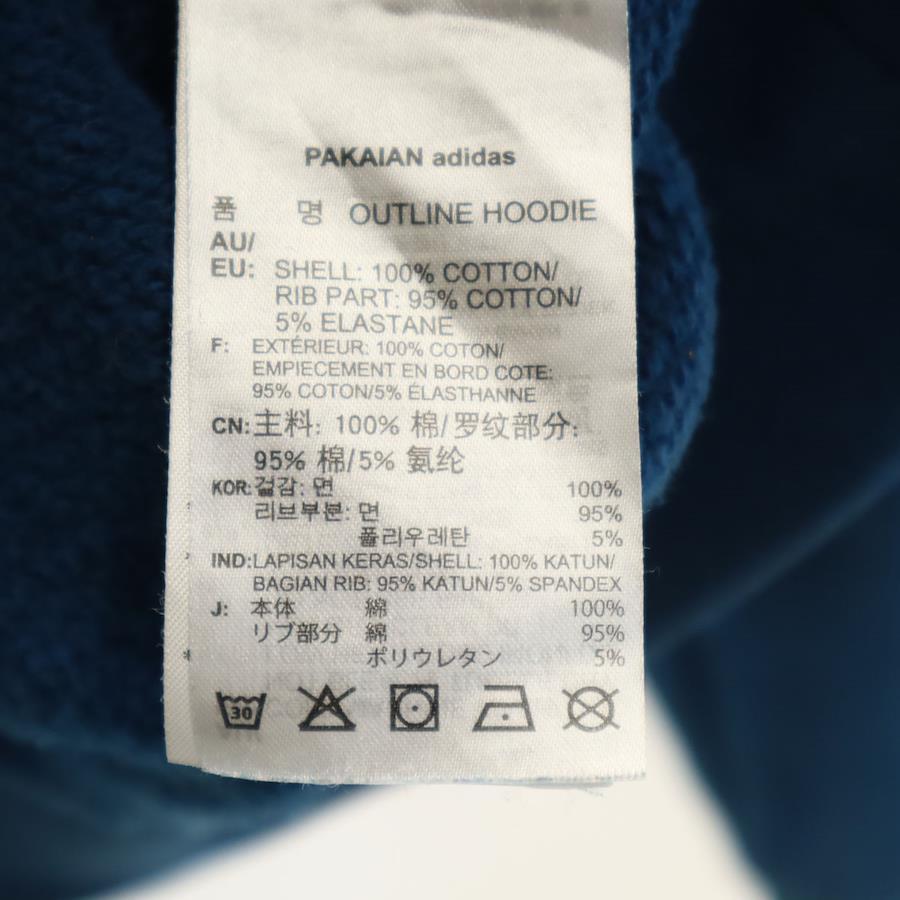 PAKAIAN adidas
품 명 OUTLINE HOODIE
AU/
EU: SHELL: 100% COTTON/
RIB PART: 95% COTTON/
5% ELASTANE
F: EXTÉRIEUR: 100% COTON/
EMPIECEMENT EN BORD COTE:
95% COTON/5% ÉLASTHANNE
CN: 主料: 100% 棉/罗纹部分:
95% 棉/5% 氨纶
KOR: 겉감: 면 100%
리브부분: 면 95%
폴리우레탄 5%
IND: LAPISAN KERAS/SHELL: 100% KATUN/
BAGIAN RIB: 95% KATUN/5% SPANDEX
J: 本体 綿 100%
リブ部分 綿 95%
ポリウレタン 5%
30